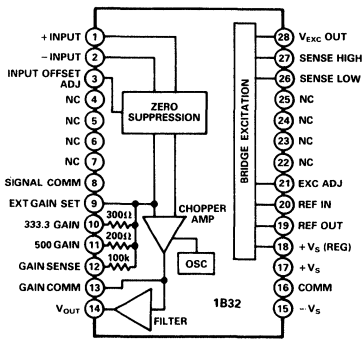 + INPUT 1
− INPUT 2
INPUT OFFSET
ADJ 3
NC 4
NC 5
NC 6
NC 7
SIGNAL COMM 8
EXT GAIN SET 9
333.3 GAIN 10
500 GAIN 11
GAIN SENSE 12
GAIN COMM 13
VOUT 14
ZERO
SUPPRESSION
300Ω
200Ω
100k
CHOPPER
AMP
OSC
FILTER
1B32
BRIDGE EXCITATION
28 VEXC OUT
27 SENSE HIGH
26 SENSE LOW
25 NC
24 NC
23 NC
22 NC
21 EXC ADJ
20 REF IN
19 REF OUT
18 +VS (REG)
17 +VS
16 COMM
15 −VS